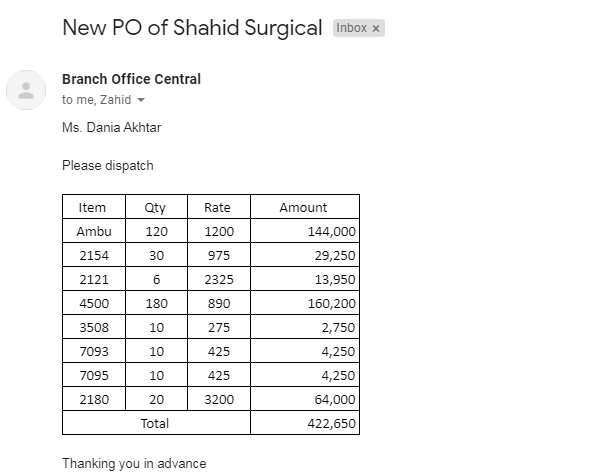 New PO of Shahid Surgical Inbox x
Branch Office Central
to me, Zahid
Ms. Dania Akhtar
Please dispatch
Item Qty Rate Amount
Ambu 120 1200 144,000
2154 30 975 29,250
2121 6 2325 13,950
4500 180 890 160,200
3508 10 275 2,750
7093 10 425 4,250
7095 10 425 4,250
2180 20 3200 64,000
Total 422,650
Thanking you in advance